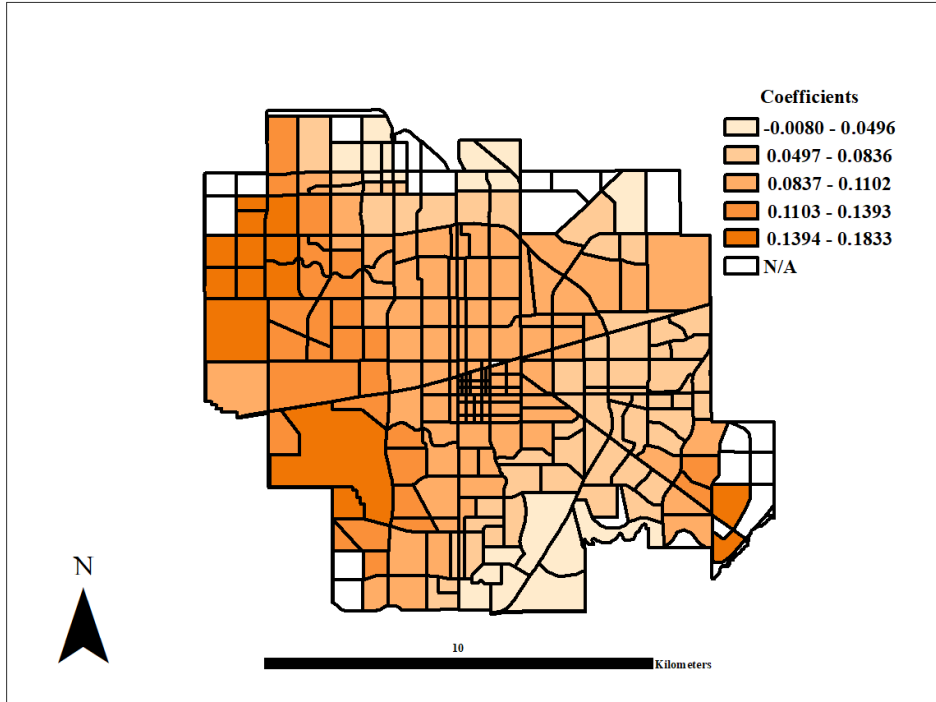 Coefficients
-0.0080 - 0.0496
0.0497 - 0.0836
0.0837 - 0.1102
0.1103 - 0.1393
0.1394 - 0.1833
N/A
N
10
Kilometers